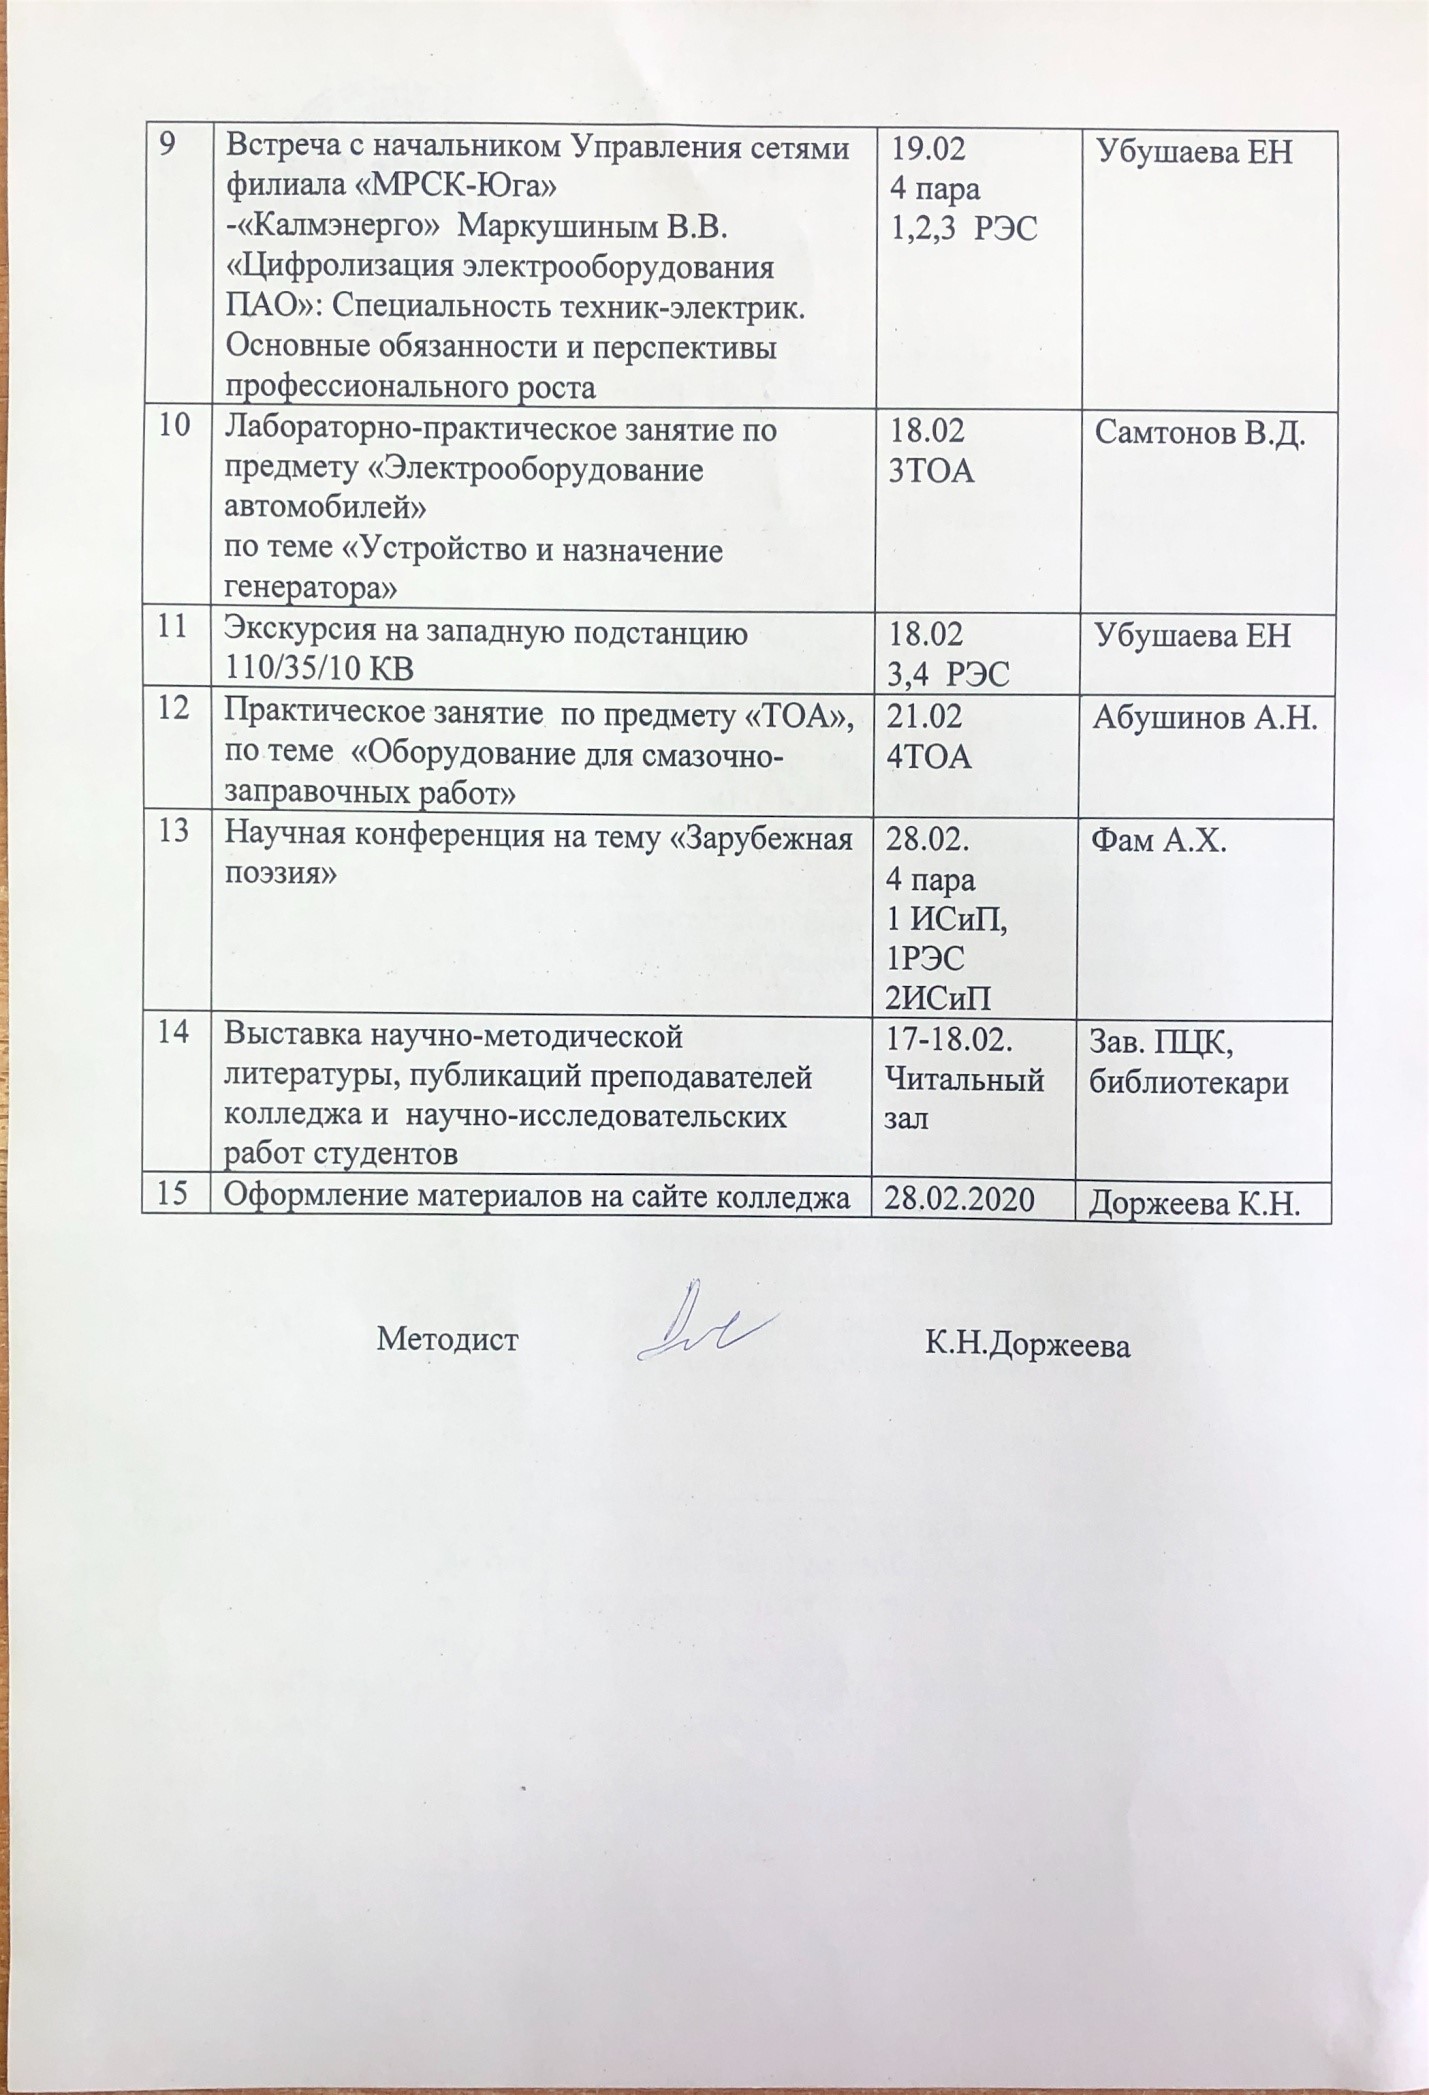 9
Встреча с начальником Управления сетями
филиала «МРСК-Юга»
-«Калмэнерго» Маркушиным В.В.
«Цифролизация электрооборудования
ПАО»: Специальность техник-электрик.
Основные обязанности и перспективы
профессионального роста
19.02
4 пара
1,2,3 РЭС
Убушаева ЕН
10
Лабораторно-практическое занятие по
предмету «Электрооборудование
автомобилей»
по теме «Устройство и назначение
генератора»
18.02
3ТОА
Самтонов В.Д.
11
Экскурсия на западную подстанцию
110/35/10 КВ
18.02
3,4 РЭС
Убушаева ЕН
12
Практическое занятие по предмету «ТОА»,
по теме «Оборудование для смазочно-
заправочных работ»
21.02
4ТОА
Абушинов А.Н.
13
Научная конференция на тему «Зарубежная
поэзия»
28.02.
4 пара
1 ИСиП,
1РЭС
2ИСиП
Фам А.Х.
14
Выставка научно-методической
литературы, публикаций преподавателей
колледжа и научно-исследовательских
работ студентов
17-18.02.
Читальный
зал
Зав. ПЦК,
библиотекари
15
Оформление материалов на сайте колледжа
28.02.2020
Доржеева К.Н.
Методист
К.Н.Доржеева